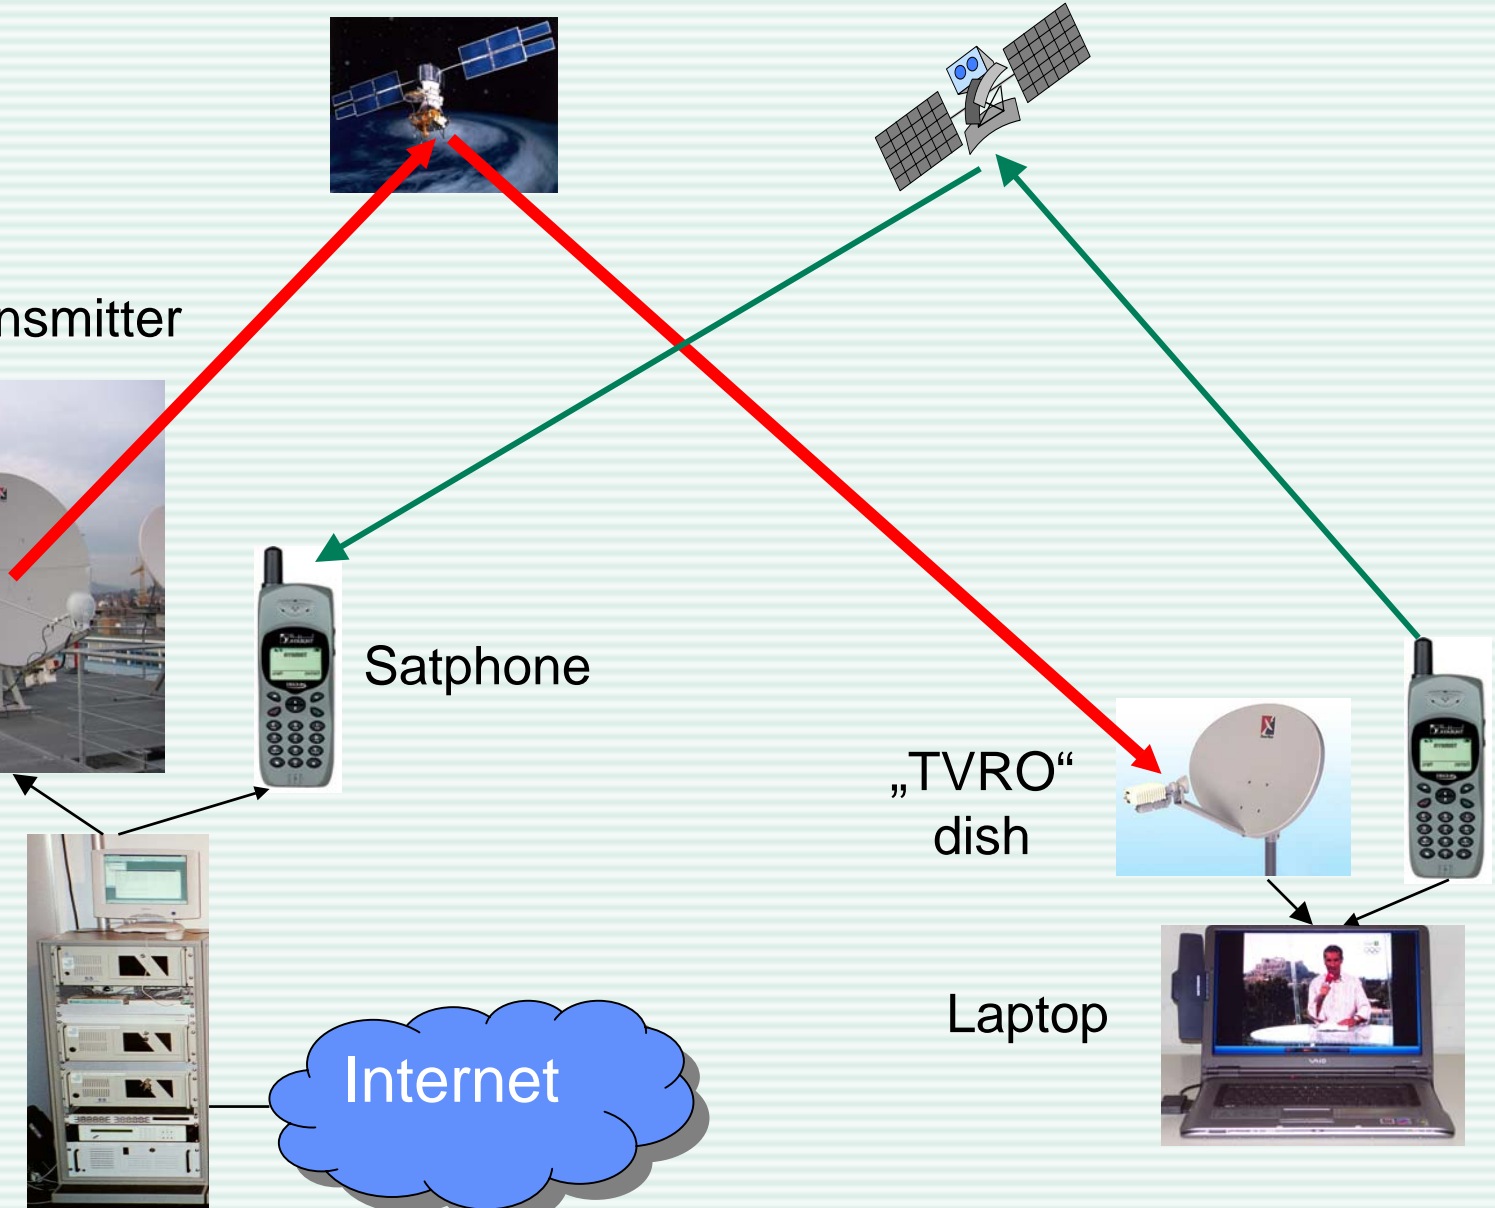 nsmitter
Satphone
„TVRO“
dish
Laptop
Internet